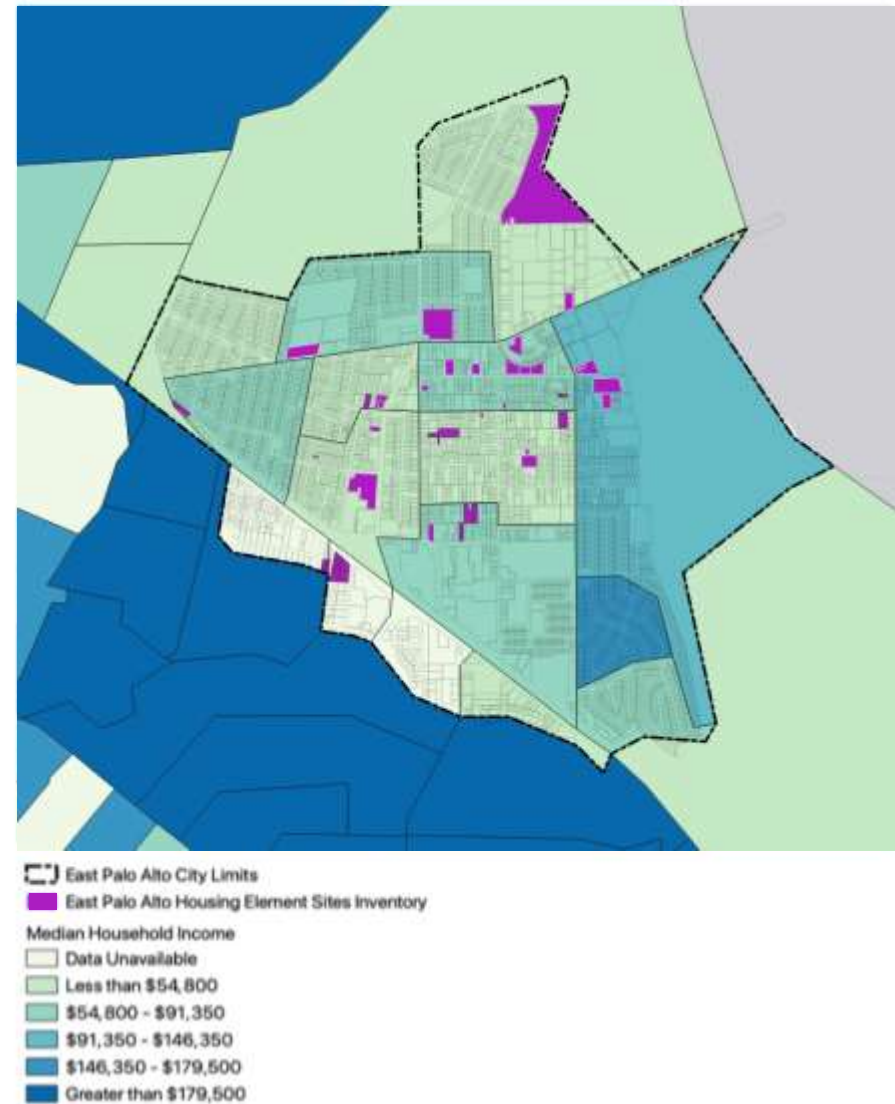 East Palo Alto City Limits
East Palo Alto Housing Element Sites Inventory
Median Household Income
Data Unavailable
Less than $54,800
$54,800 - $91,350
$91,350 - $146,350
$146,350 - $179,500
Greater than $179,500